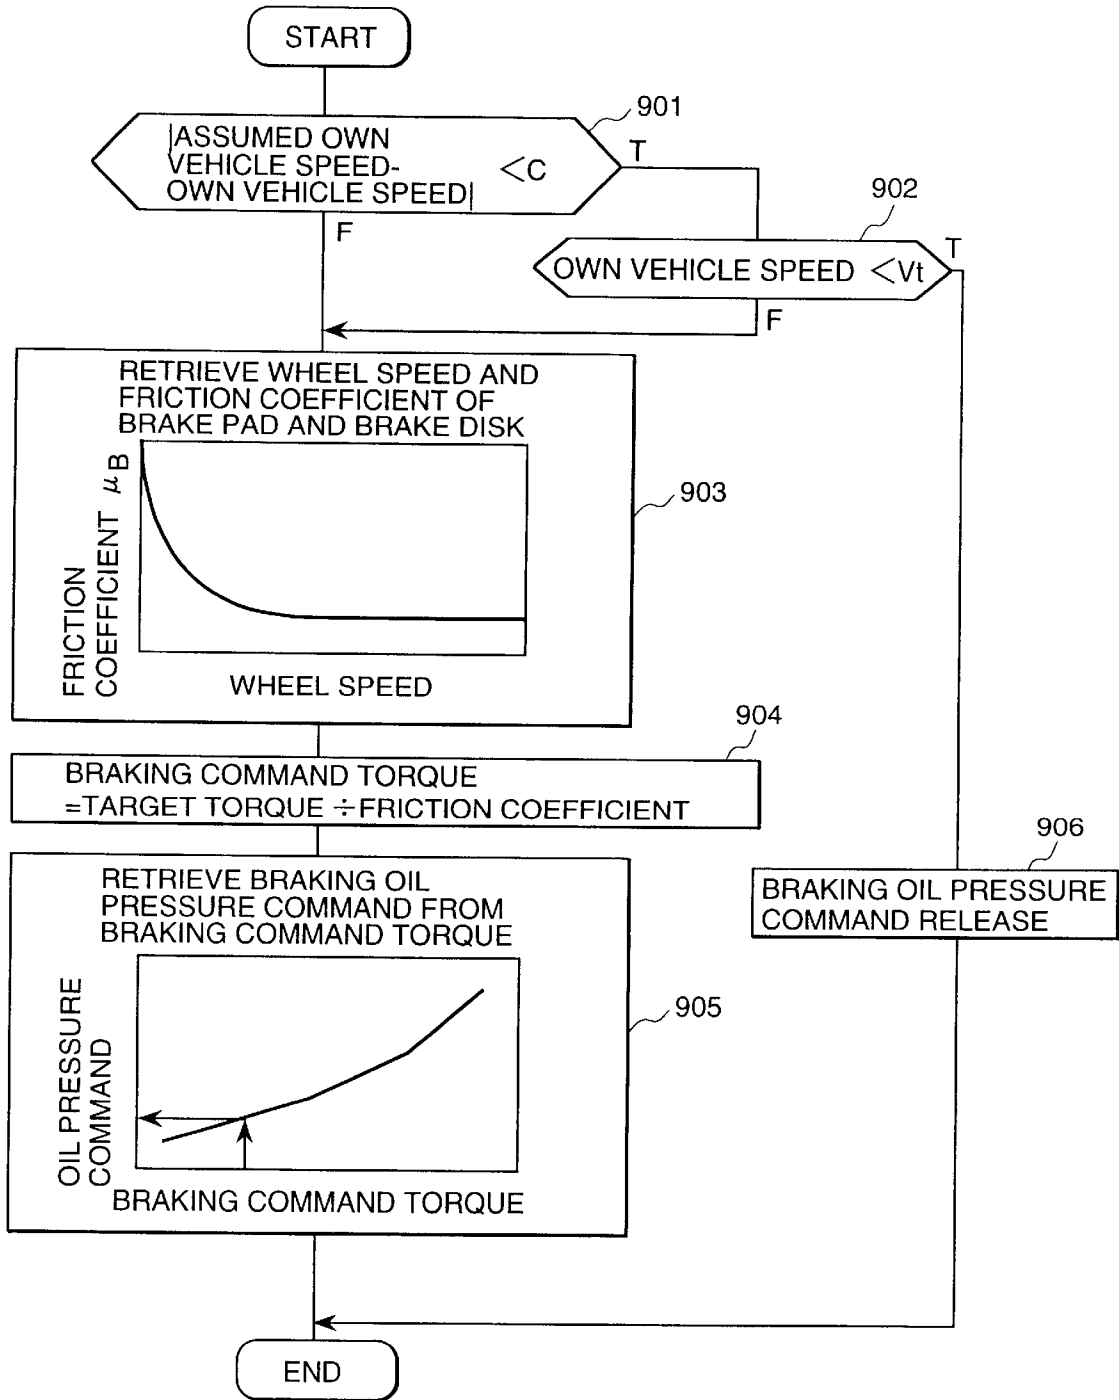 START
901
|ASSUMED OWN
VEHICLE SPEED-
OWN VEHICLE SPEED|
<C
T
F
902
OWN VEHICLE SPEED <Vt
T
F
RETRIEVE WHEEL SPEED AND
FRICTION COEFFICIENT OF
BRAKE PAD AND BRAKE DISK
FRICTION
COEFFICIENT μB
WHEEL SPEED
903
904
BRAKING COMMAND TORQUE
=TARGET TORQUE ÷FRICTION COEFFICIENT
RETRIEVE BRAKING OIL
PRESSURE COMMAND FROM
BRAKING COMMAND TORQUE
OIL PRESSURE
COMMAND
BRAKING COMMAND TORQUE
905
906
BRAKING OIL PRESSURE
COMMAND RELEASE
END